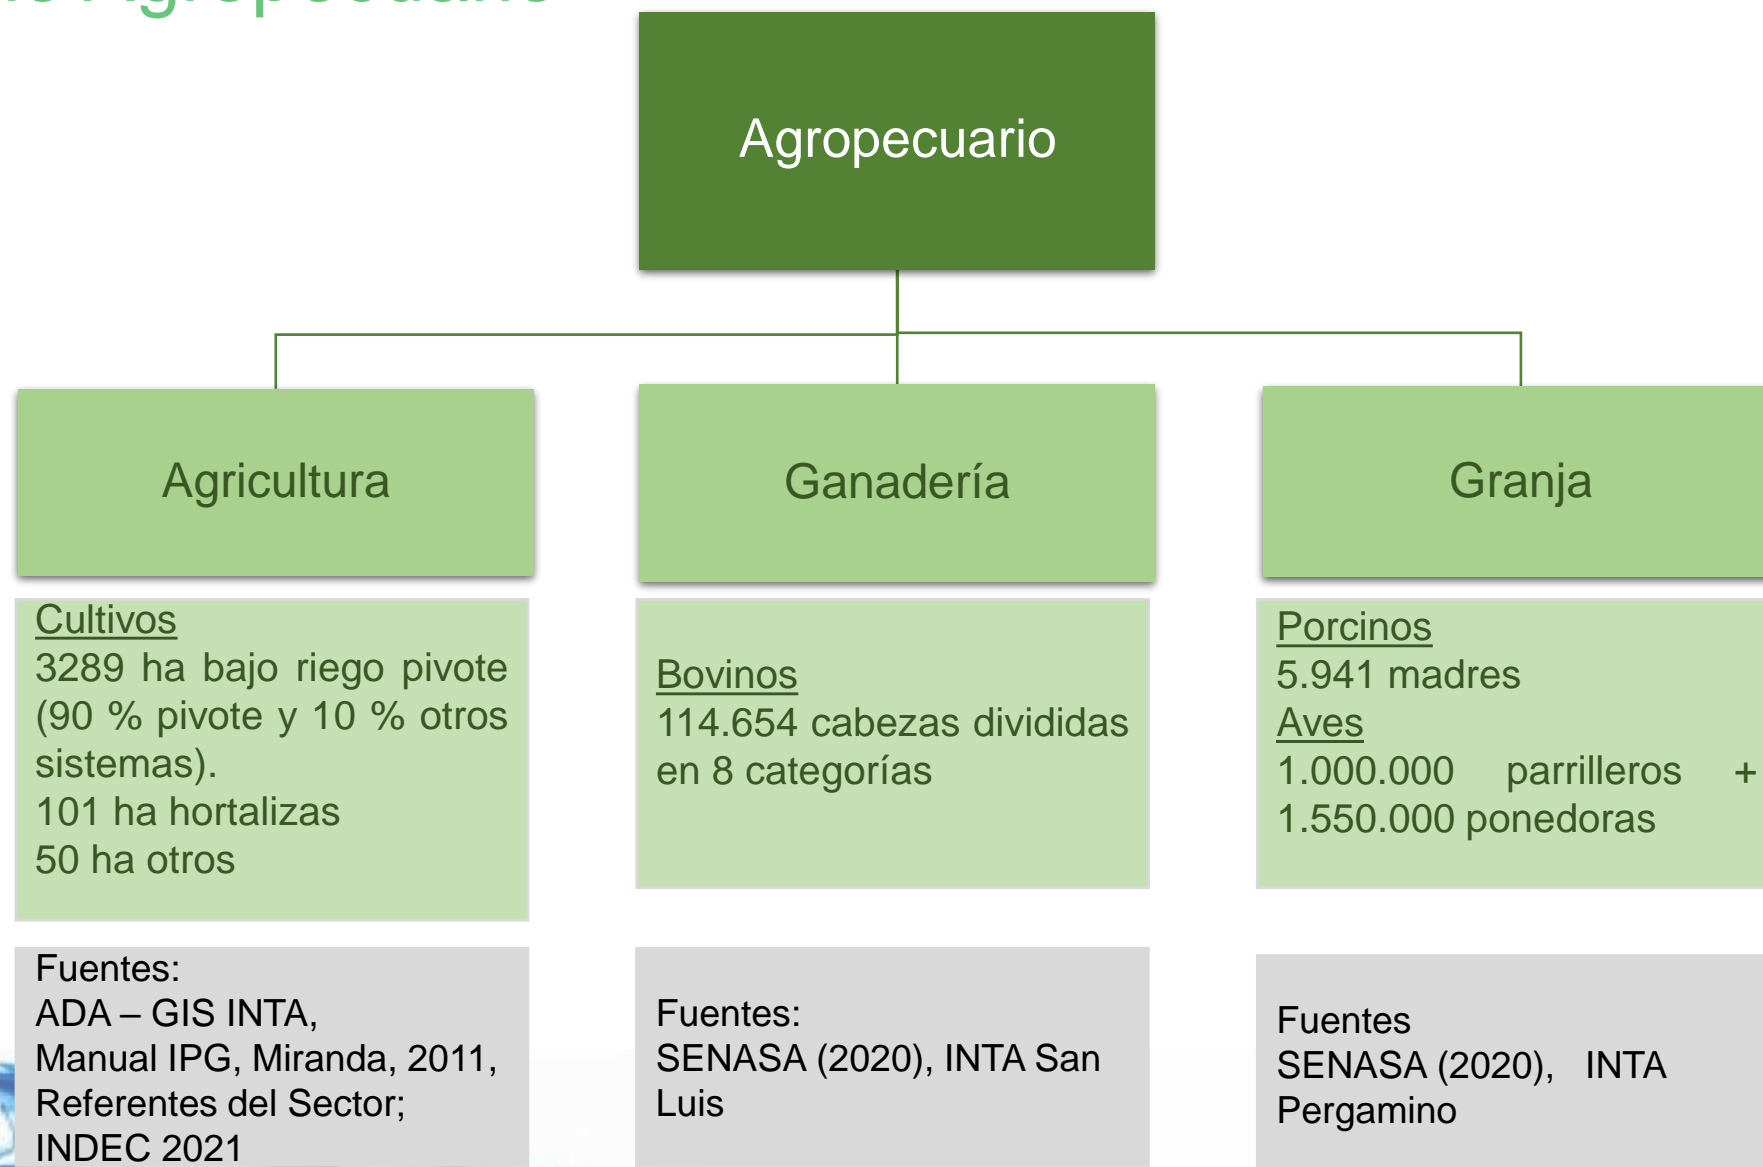 Agropecuario
Agropecuario
Agricultura
Cultivos
3289 ha bajo riego pivote
(90 % pivote y 10 % otros
sistemas).
101 ha hortalizas
50 ha otros
Fuentes:
ADA – GIS INTA,
Manual IPG, Miranda, 2011,
Referentes del Sector;
INDEC 2021
Ganadería
Bovinos
114.654 cabezas divididas
en 8 categorías
Fuentes:
SENASA (2020), INTA San
Luis
Granja
Porcinos
5.941 madres
Aves
1.000.000 parrilleros +
1.550.000 ponedoras
Fuentes
SENASA (2020), INTA
Pergamino